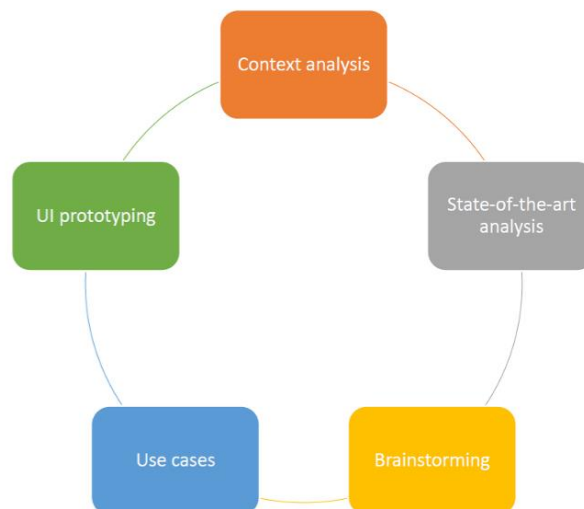 Context analysis
State-of-the-art
analysis
Brainstorming
Use cases
UI prototyping